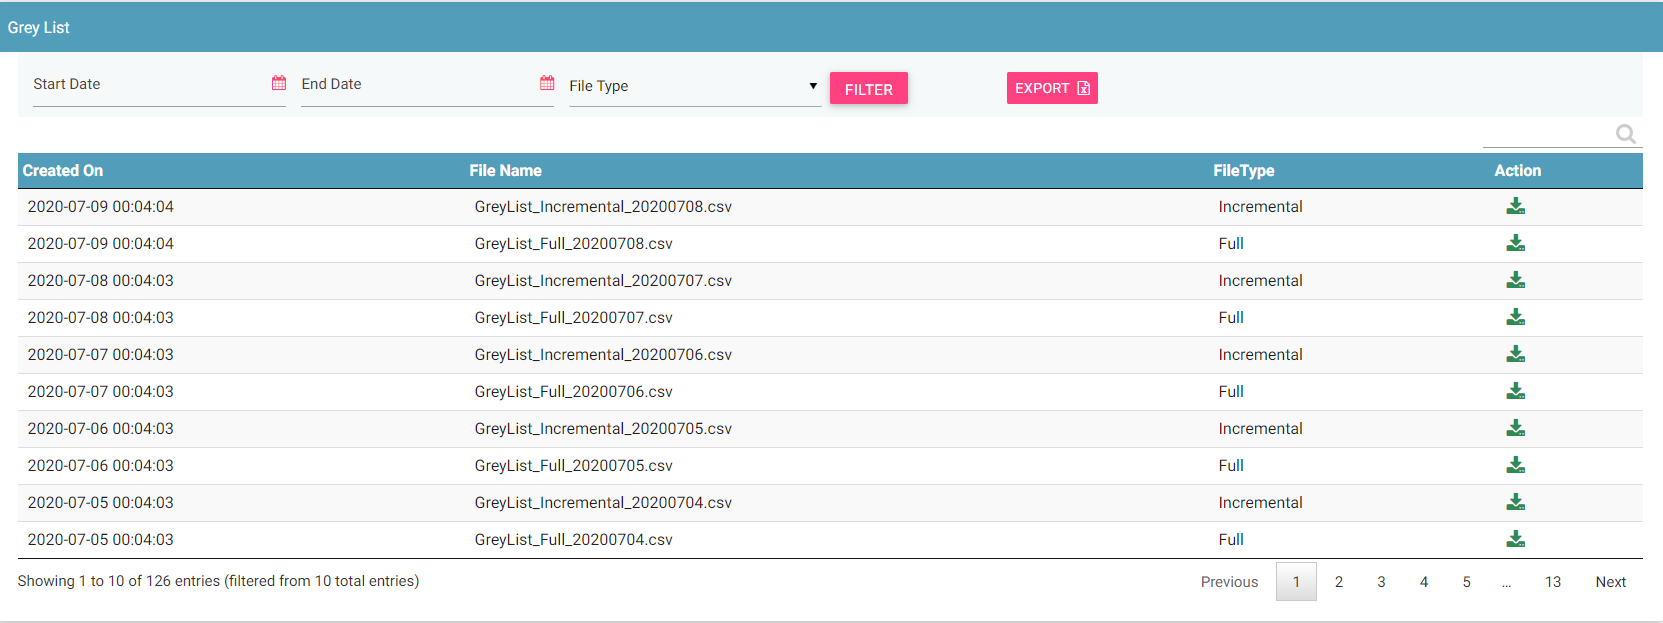 Grey List
Start Date End Date File Type FILTER EXPORT
Created On File Name FileType Action
2020-07-09 00:04:04 GreyList_Incremental_20200708.csv Incremental
2020-07-09 00:04:04 GreyList_Full_20200708.csv Full
2020-07-08 00:04:03 GreyList_Incremental_20200707.csv Incremental
2020-07-08 00:04:03 GreyList_Full_20200707.csv Full
2020-07-07 00:04:03 GreyList_Incremental_20200706.csv Incremental
2020-07-07 00:04:03 GreyList_Full_20200706.csv Full
2020-07-06 00:04:03 GreyList_Incremental_20200705.csv Incremental
2020-07-06 00:04:03 GreyList_Full_20200705.csv Full
2020-07-05 00:04:03 GreyList_Incremental_20200704.csv Incremental
2020-07-05 00:04:03 GreyList_Full_20200704.csv Full
Showing 1 to 10 of 126 entries (filtered from 10 total entries) Previous 1 2 3 4 5 ... 13 Next